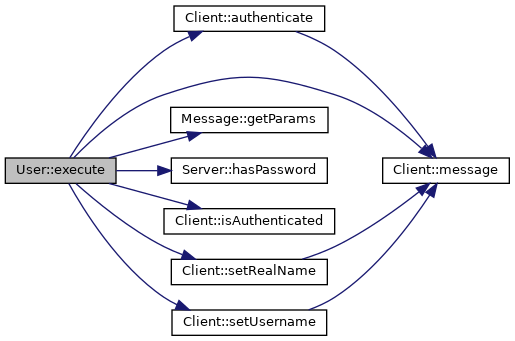 Client::authenticate
Message::getParams
User::execute
Server::hasPassword
Client::message
Client::isAuthenticated
Client::setRealName
Client::setUsername